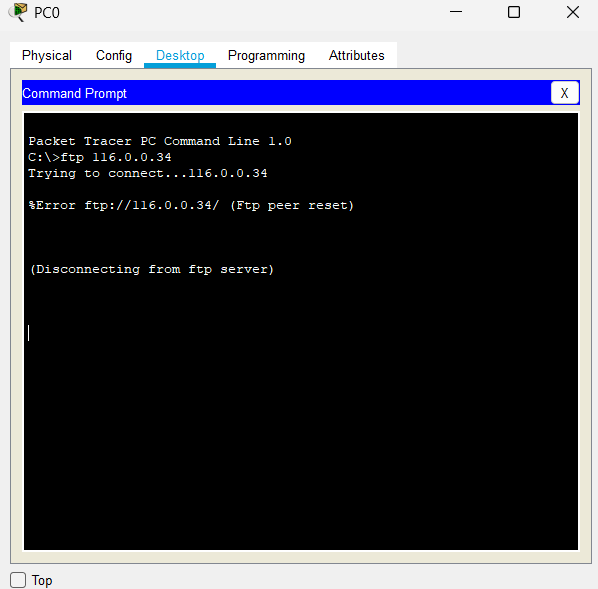 PC0
Physical Config Desktop Programming Attributes
Command Prompt X
Packet Tracer PC Command Line 1.0
C:\>ftp 116.0.0.34
Trying to connect...116.0.0.34
%Error ftp://116.0.0.34/ (Ftp peer reset)
(Disconnecting from ftp server)
Top